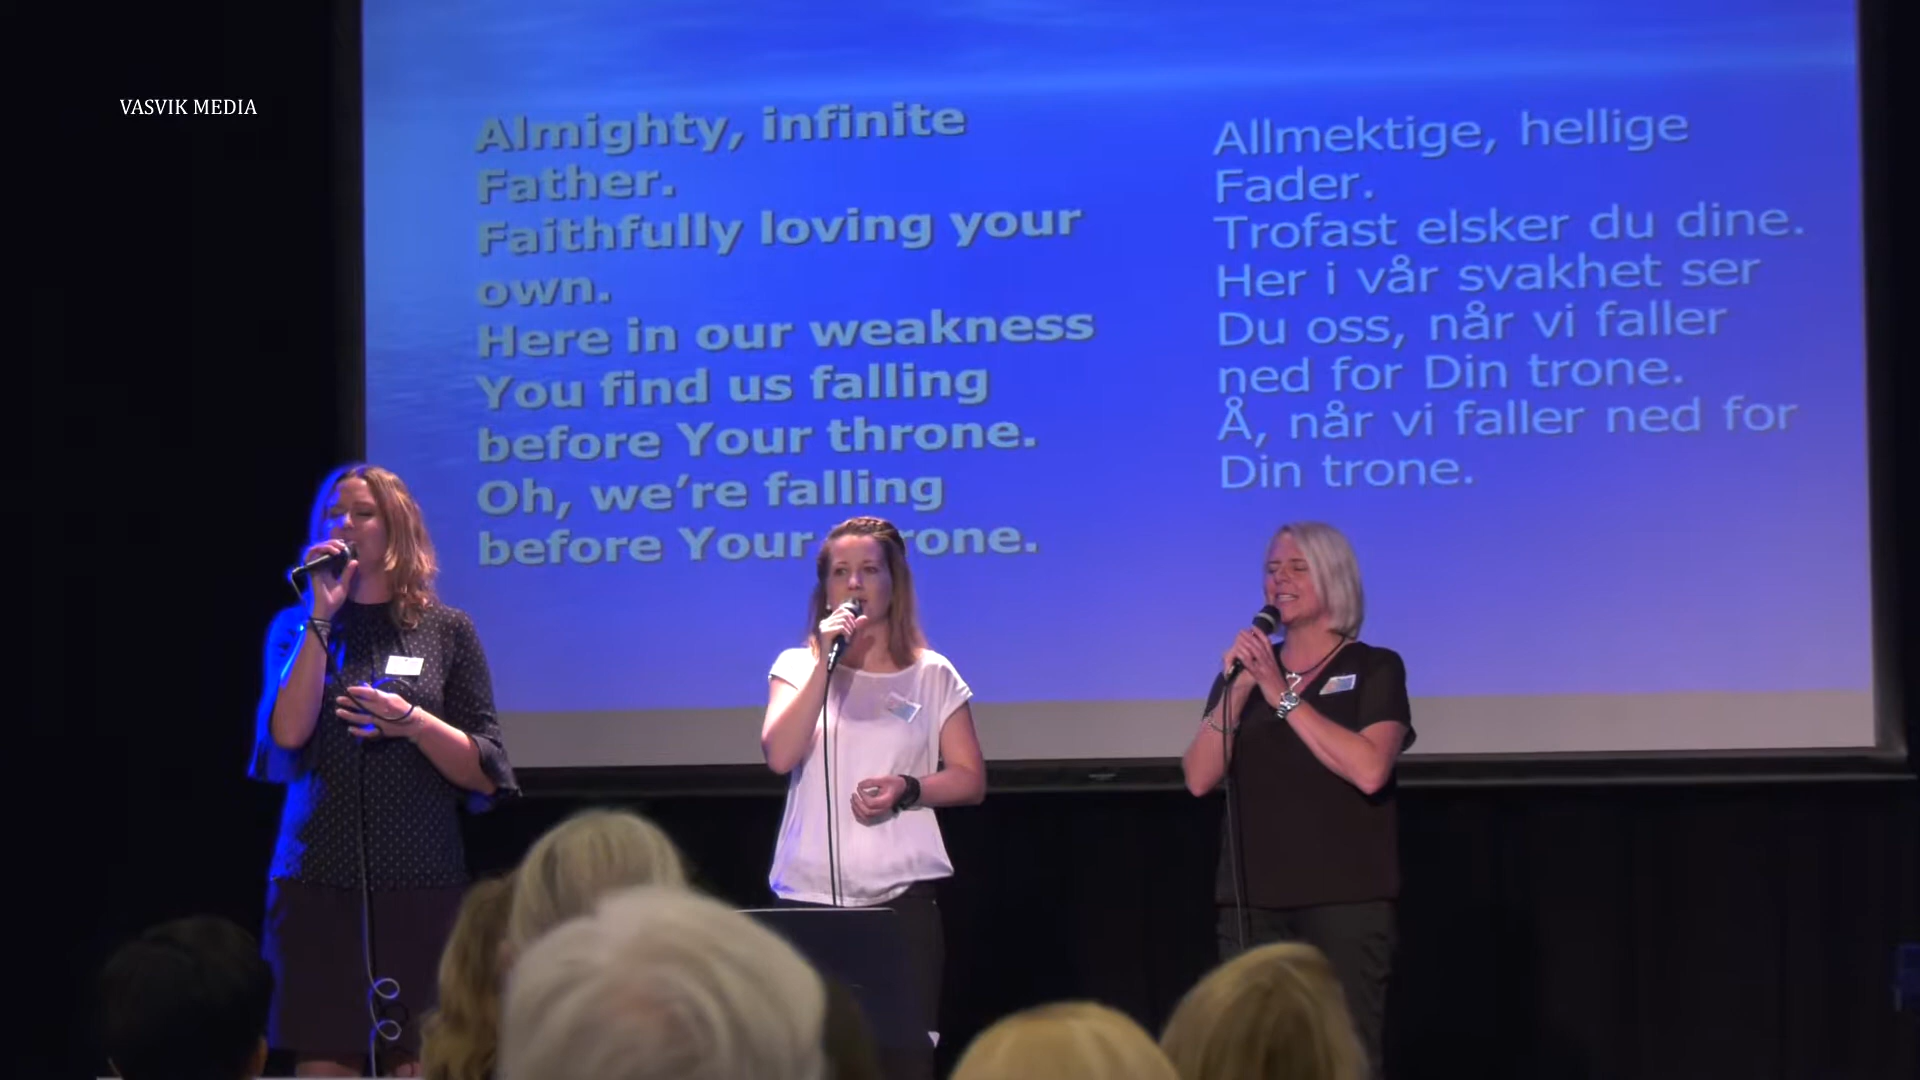 VASVIK MEDIA
Almighty, infinite
Father.
Faithfully loving your
own.
Here in our weakness
You find us falling
before Your throne.
Oh, we’re falling
before Your rone.
Allmektige, hellige
Fader.
Trofast elsker du dine.
Her i vår svakhet ser
Du oss, når vi faller
ned for Din trone.
Å, når vi faller ned for
Din trone.